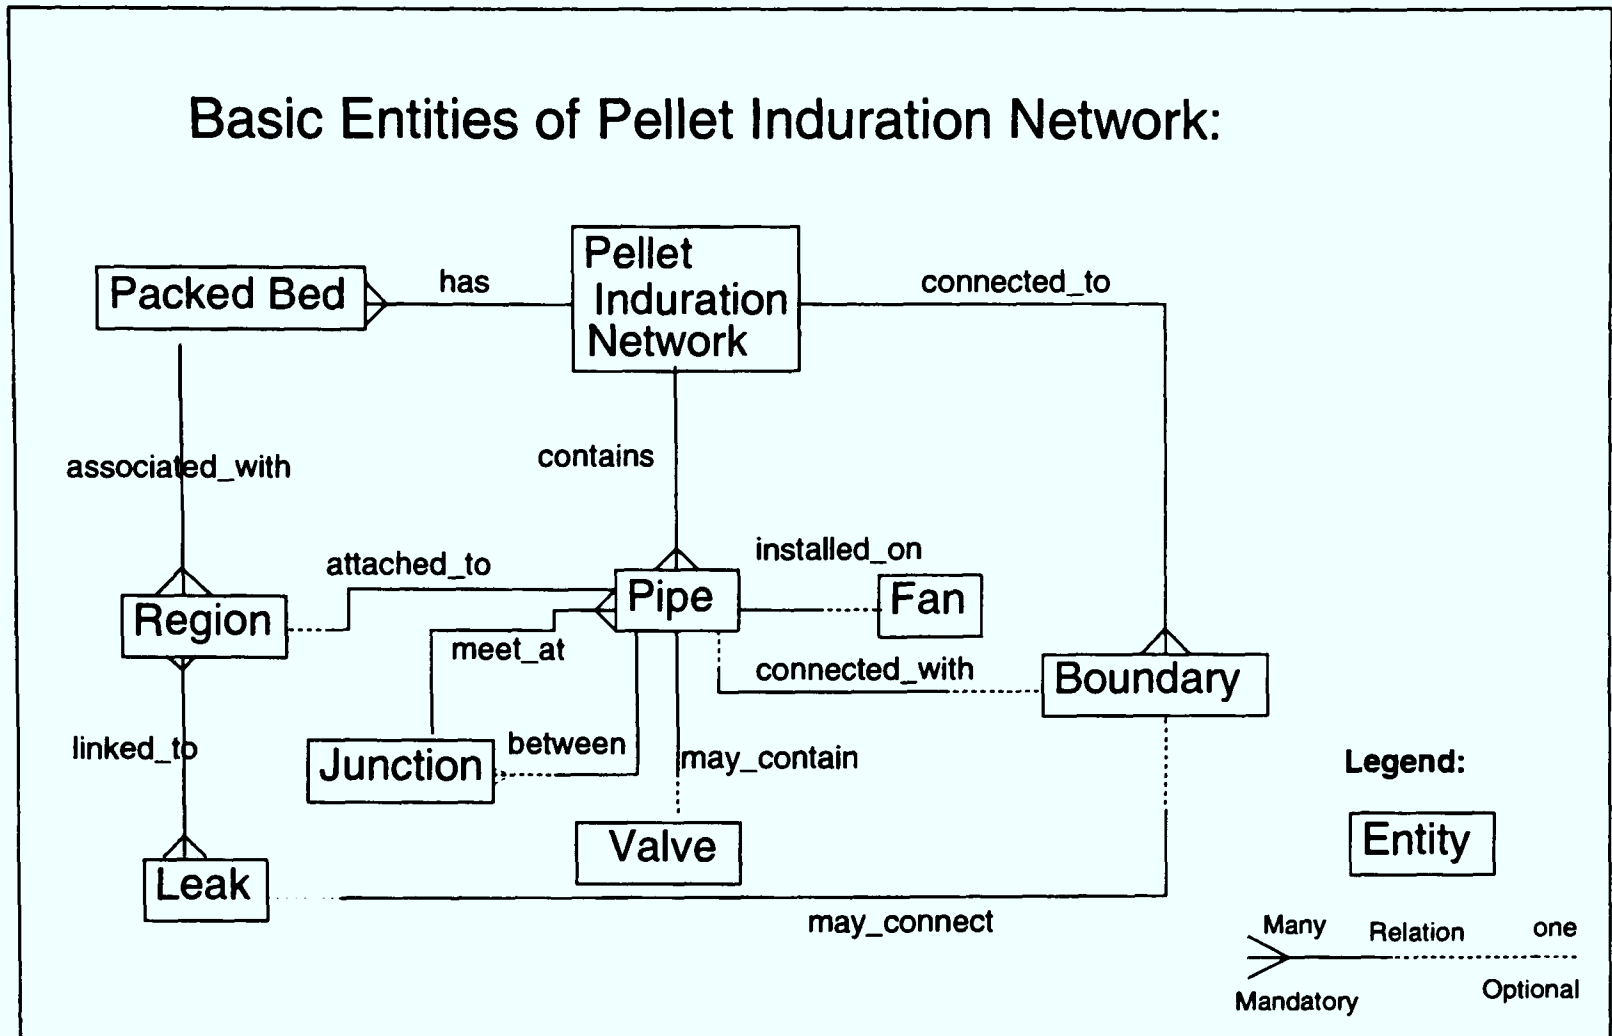 Basic Entities of Pellet Induration Network:
Packed Bed
has
Pellet
Induration
Network
connected_to
associated_with
contains
attached_to
installed_on
Region
Pipe
Fan
meet_at
connected_with
Boundary
linked_to
Junction
between
may_contain
Legend:
Valve
Entity
Leak
may_connect
Many
Relation
one
Mandatory
Optional